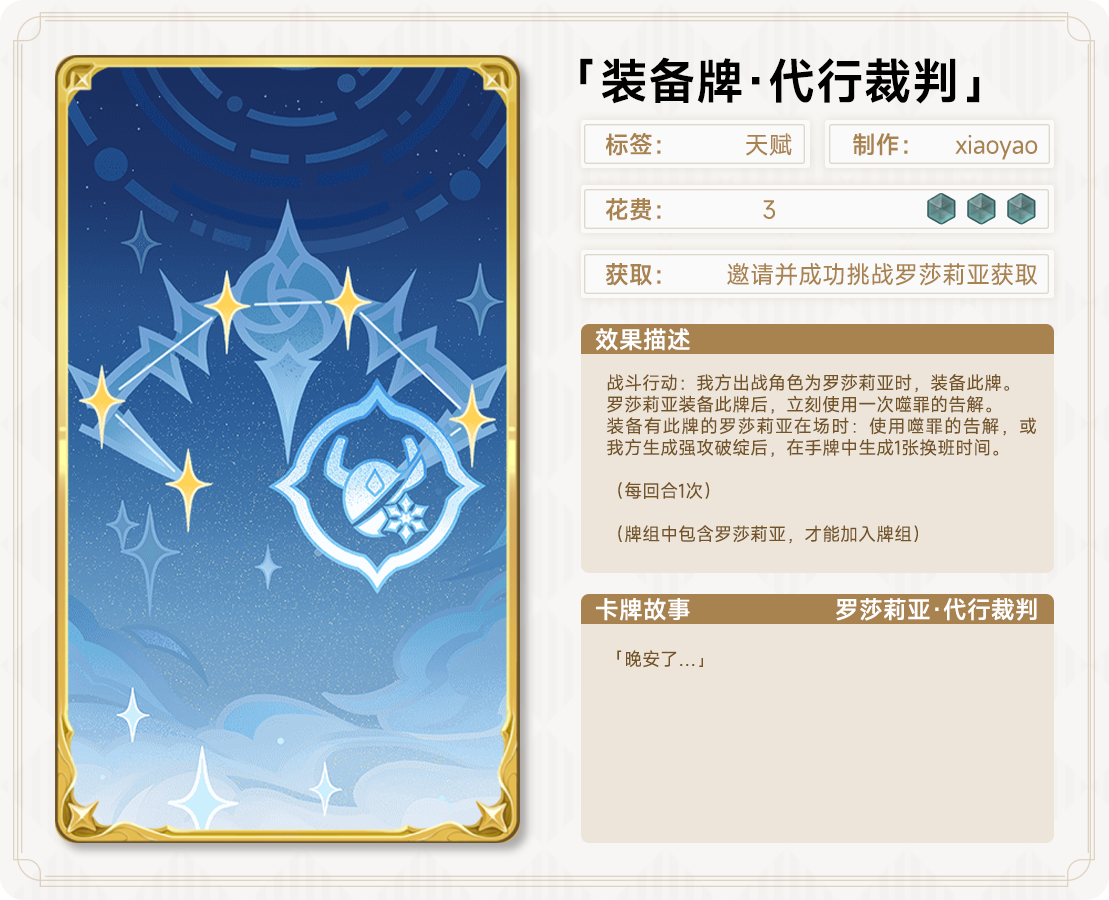 「装备牌·代行裁判」
标签： 天赋 制作： xiaoyao
花费： 3
获取： 邀请并成功挑战罗莎莉亚获取
效果描述
战斗行动：我方出战角色为罗莎莉亚时，装备此牌。
罗莎莉亚装备此牌后，立刻使用一次噬罪的告解。
装备有此牌的罗莎莉亚在场时：使用噬罪的告解，或
我方生成强攻破绽后，在手牌中生成1张换班时间。
（每回合1次）
（牌组中包含罗莎莉亚，才能加入牌组）
卡牌故事 罗莎莉亚·代行裁判
「晚安了...」